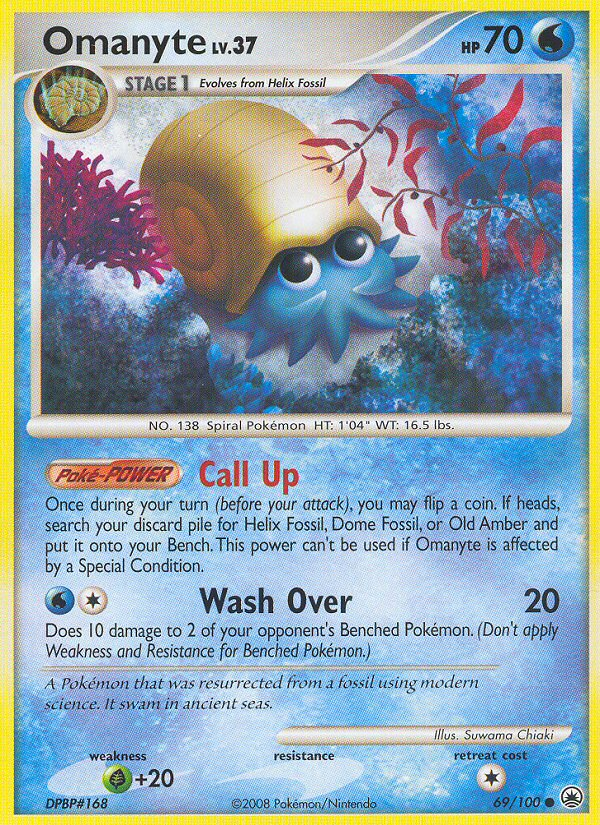 Omanyte LV.37
HP 70
STAGE 1 Evolves from Helix Fossil
NO. 138 Spiral Pokémon HT: 1'04" WT: 16.5 lbs.
Poké-POWER Call Up
Once during your turn (before your attack), you may flip a coin. If heads,
search your discard pile for Helix Fossil, Dome Fossil, or Old Amber and
put it onto your Bench. This power can't be used if Omanyte is affected
by a Special Condition.
Wash Over 20
Does 10 damage to 2 of your opponent's Benched Pokémon. (Don't apply
Weakness and Resistance for Benched Pokémon.)
A Pokémon that was resurrected from a fossil using modern
science. It swam in ancient seas.
Illus. Suwama Chiaki
weakness resistance retreat cost
+20
DPBP#168 ©2008 Pokémon/Nintendo 69/100